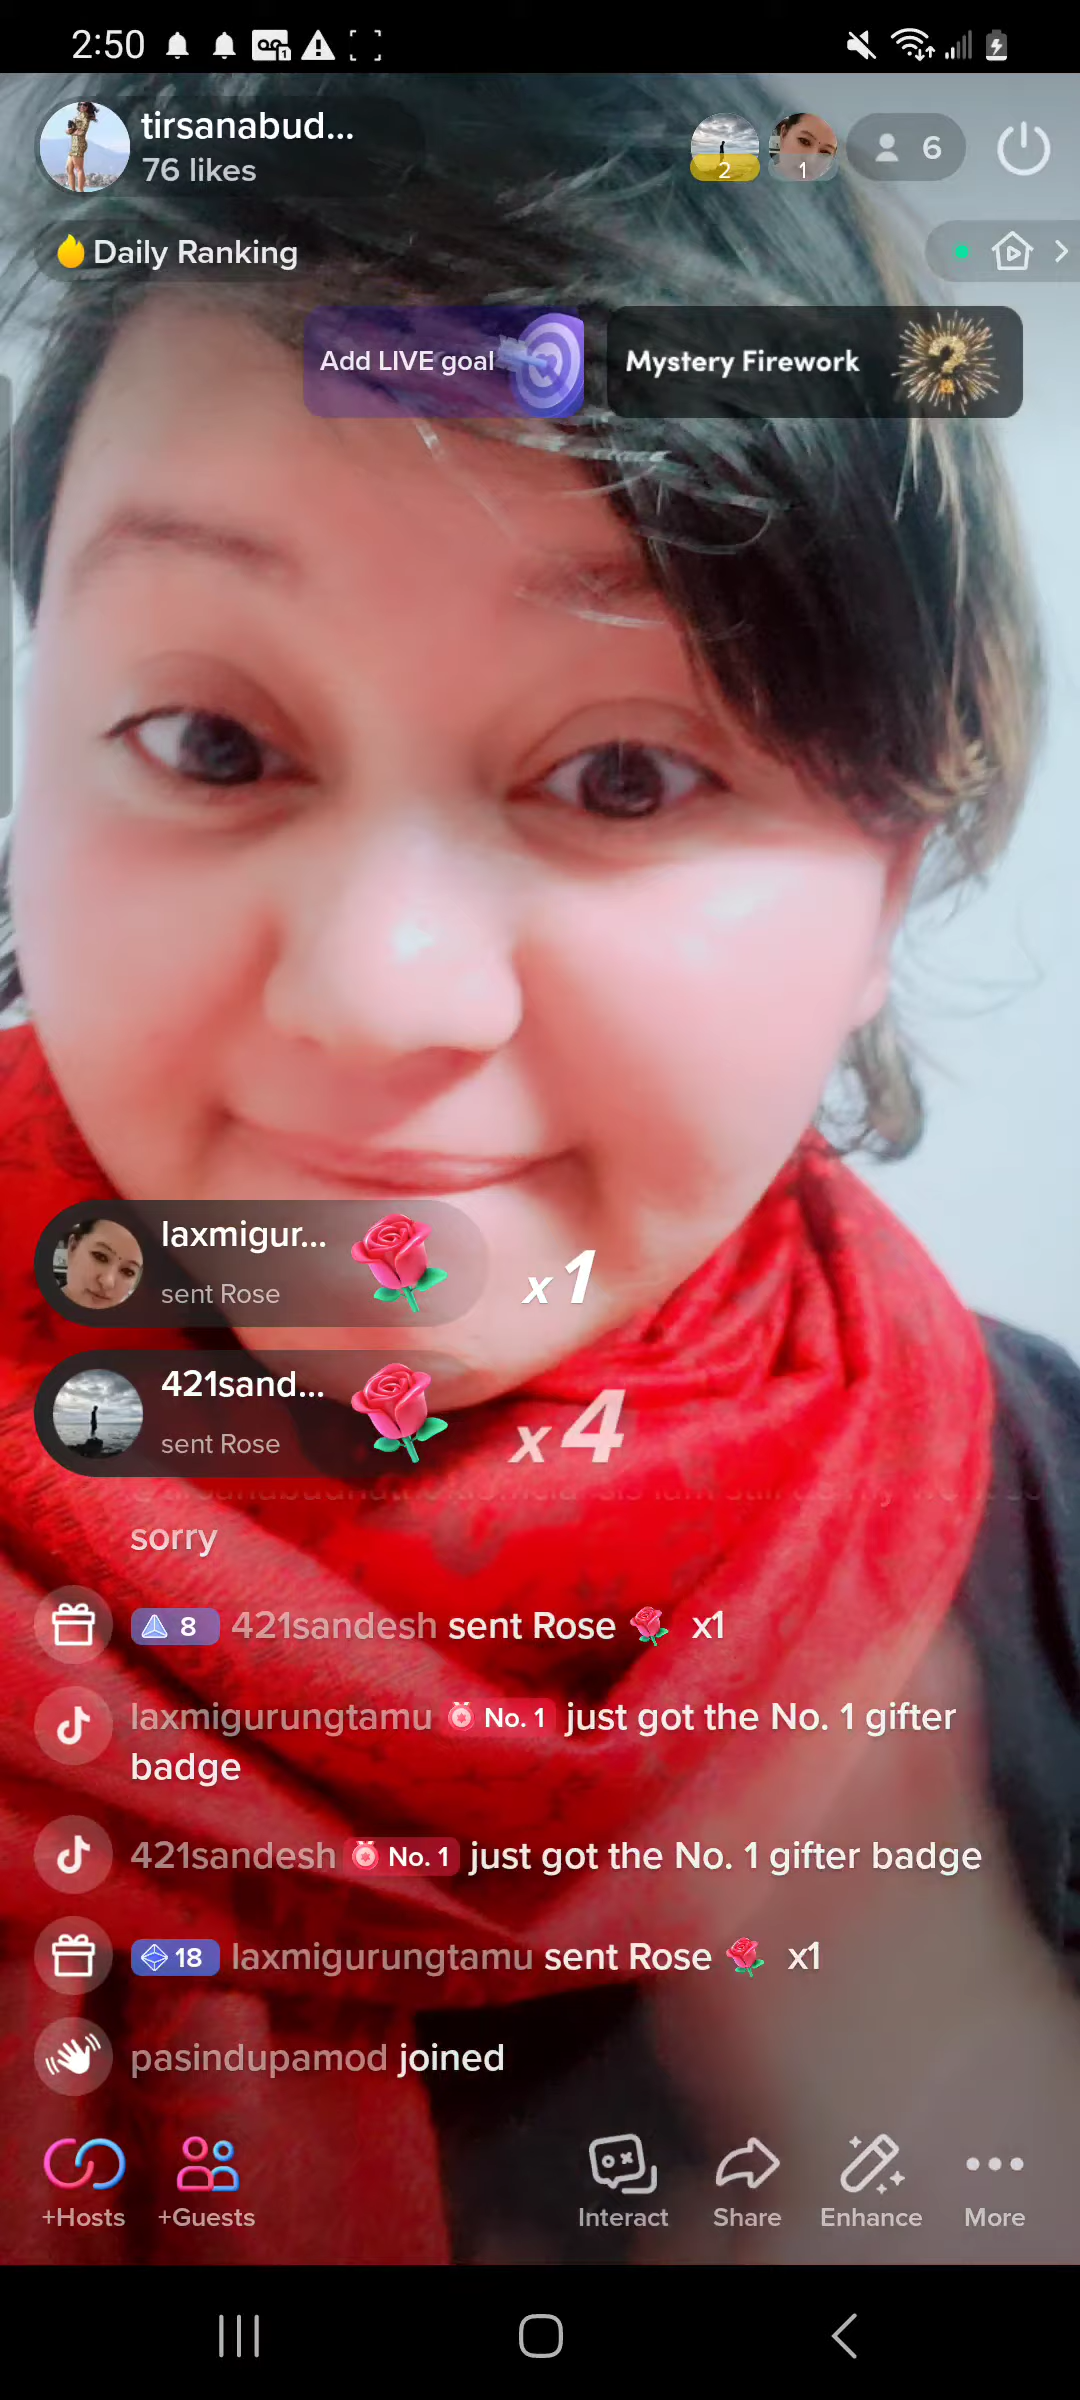 2:50
1
tirsanabud...
76 likes
2
1
6
Daily Ranking
Add LIVE goal
Mystery Firework
?
laxmigur...
sent Rose
x1
421sand...
sent Rose
x4
sorry
8 421sandesh sent Rose x1
laxmigurungtamu No. 1 just got the No. 1 gifter
badge
421sandesh No. 1 just got the No. 1 gifter badge
18 laxmigurungtamu sent Rose x1
pasindupamod joined
+Hosts
+Guests
Interact
Share
Enhance
More